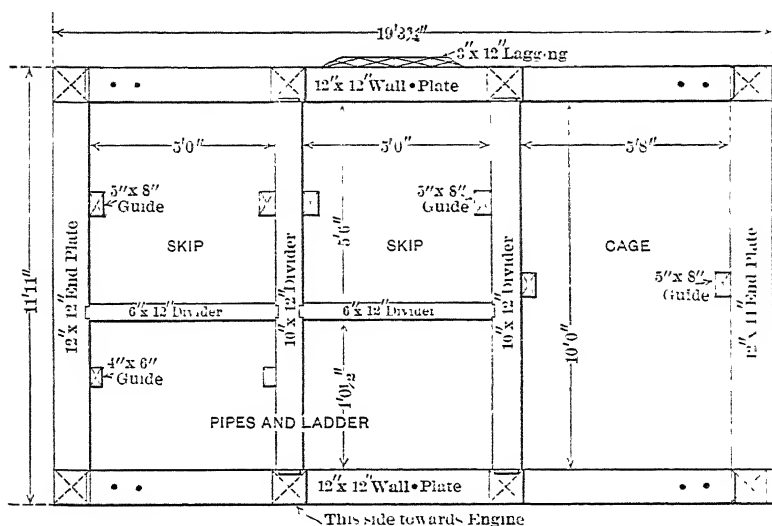 19'3¾"
3"x 12" Lagging
12"x 12" Wall•Plate
5'0"
5'0"
5'8"
5"x 8"
Guide
5"x 8"
Guide
5'6"
SKIP
SKIP
CAGE
11'11"
12"x 12" End Plate
10"x 12" Divider
10"x 12" Divider
5"x 8"
Guide
6"x 12" Divider
6"x 12" Divider
10'0"
End Plate
4"x 6"
Guide
PIPES AND LADDER
12"x 12" Wall•Plate
This side towards Engine